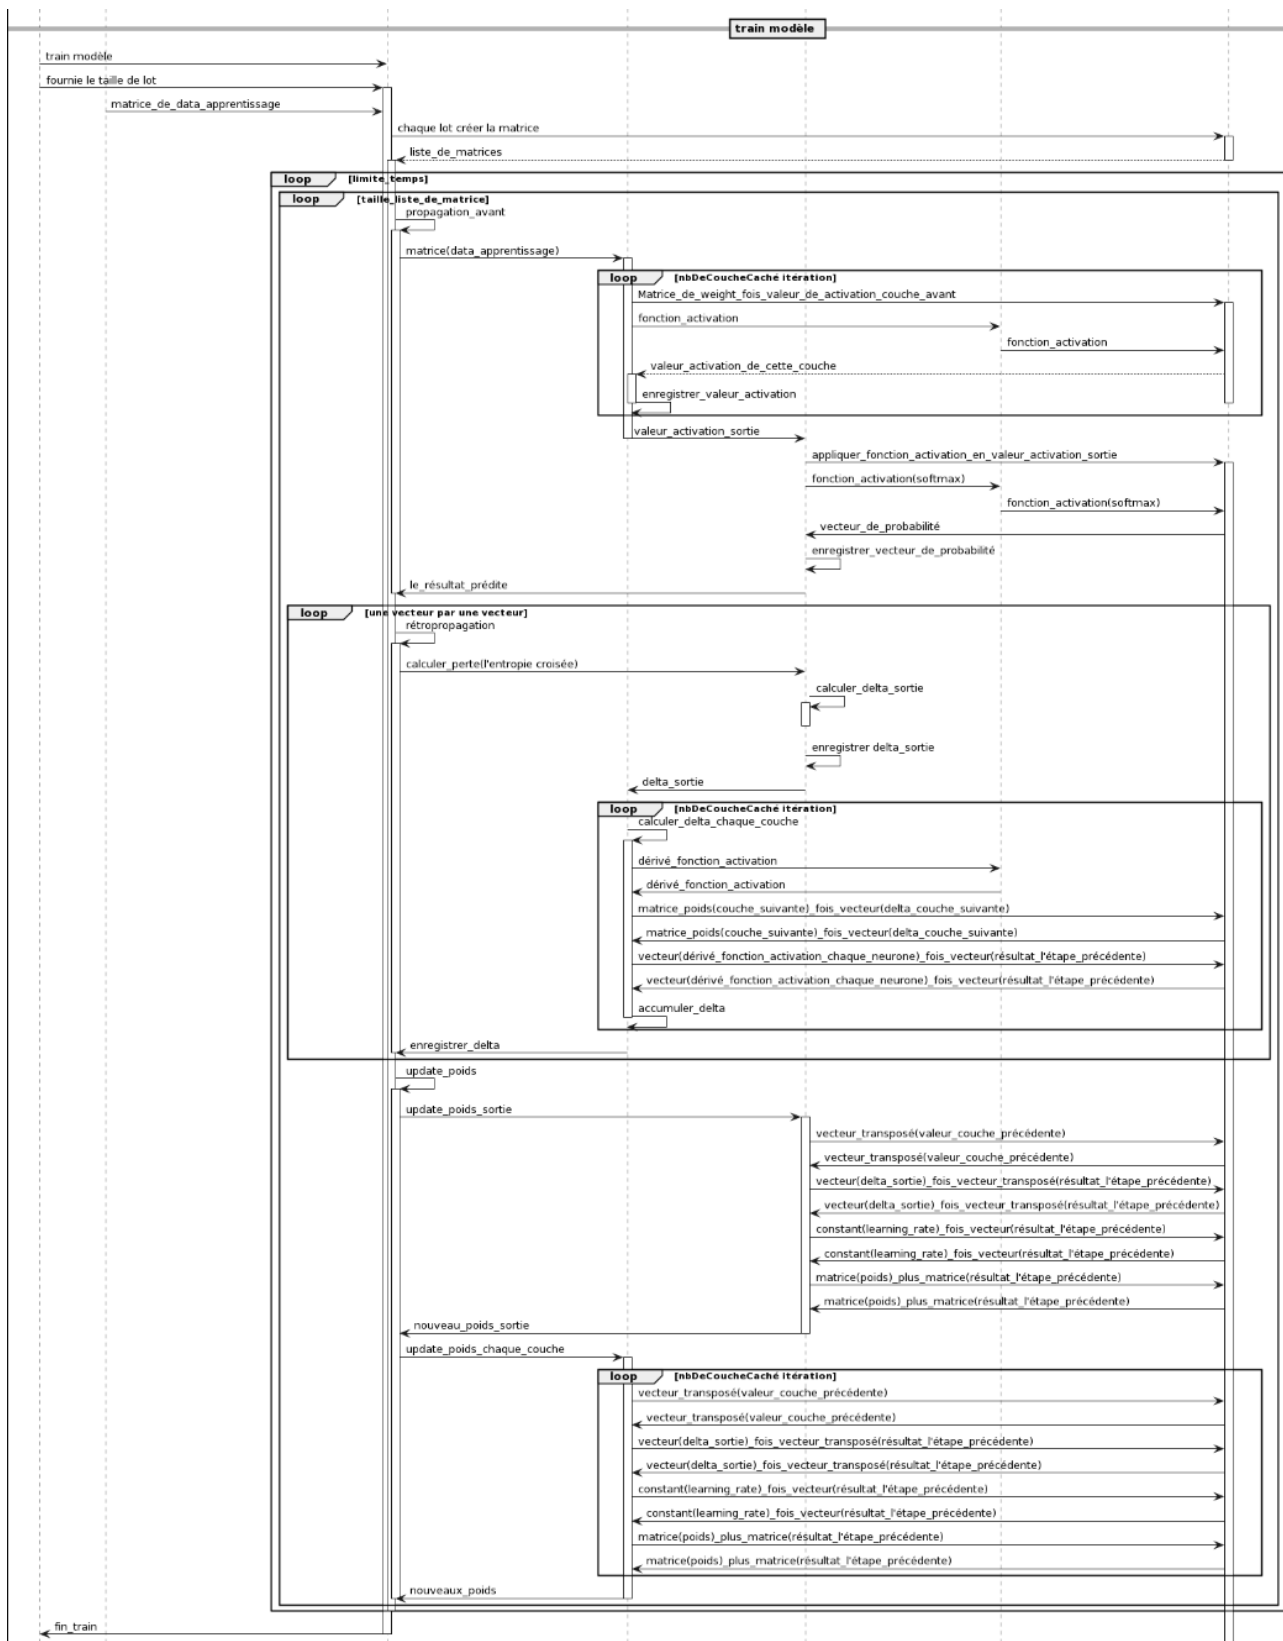 train modèle
train modèle
fournie le taille de lot
matrice_de_data_apprentissage
chaque lot créer la matrice
liste_de_matrices
loop [limite_temps]
loop [taille_liste_de_matrice]
propagation_avant
matrice(data_apprentissage)
loop [nbDeCoucheCaché itération]
Matrice_de_weight_fois_valeur_de_activation_couche_avant
fonction_activation
fonction_activation
valeur_activation_de_cette_couche
enregistrer_valeur_activation
valeur_activation_sortie
appliquer_fonction_activation_en_valeur_activation_sortie
fonction_activation(softmax)
fonction_activation(softmax)
vecteur_de_probabilité
enregistrer_vecteur_de_probabilité
le_résultat_prédite
loop [une vecteur par une vecteur]
rétropropagation
calculer_perte(l'entropie croisée)
calculer_delta_sortie
enregistrer delta_sortie
delta_sortie
loop [nbDeCoucheCaché itération]
calculer_delta_chaque_couche
dérivé_fonction_activation
dérivé_fonction_activation
matrice_poids(couche_suivante)_fois_vecteur(delta_couche_suivante)
matrice_poids(couche_suivante)_fois_vecteur(delta_couche_suivante)
vecteur(dérivé_fonction_activation_chaque_neurone)_fois_vecteur(résultat_l'étape_précédente)
vecteur(dérivé_fonction_activation_chaque_neurone)_fois_vecteur(résultat_l'étape_précédente)
accumuler_delta
enregistrer_delta
update_poids
update_poids_sortie
vecteur_transposé(valeur_couche_précédente)
vecteur_transposé(valeur_couche_précédente)
vecteur(delta_sortie)_fois_vecteur_transposé(résultat_l'étape_précédente)
vecteur(delta_sortie)_fois_vecteur_transposé(résultat_l'étape_précédente)
constant(learning_rate)_fois_vecteur(résultat_l'étape_précédente)
constant(learning_rate)_fois_vecteur(résultat_l'étape_précédente)
matrice(poids)_plus_matrice(résultat_l'étape_précédente)
matrice(poids)_plus_matrice(résultat_l'étape_précédente)
nouveau_poids_sortie
update_poids_chaque_couche
loop [nbDeCoucheCaché itération]
vecteur_transposé(valeur_couche_précédente)
vecteur_transposé(valeur_couche_précédente)
vecteur(delta_sortie)_fois_vecteur_transposé(résultat_l'étape_précédente)
vecteur(delta_sortie)_fois_vecteur_transposé(résultat_l'étape_précédente)
constant(learning_rate)_fois_vecteur(résultat_l'étape_précédente)
constant(learning_rate)_fois_vecteur(résultat_l'étape_précédente)
matrice(poids)_plus_matrice(résultat_l'étape_précédente)
matrice(poids)_plus_matrice(résultat_l'étape_précédente)
nouveaux_poids
fin_train